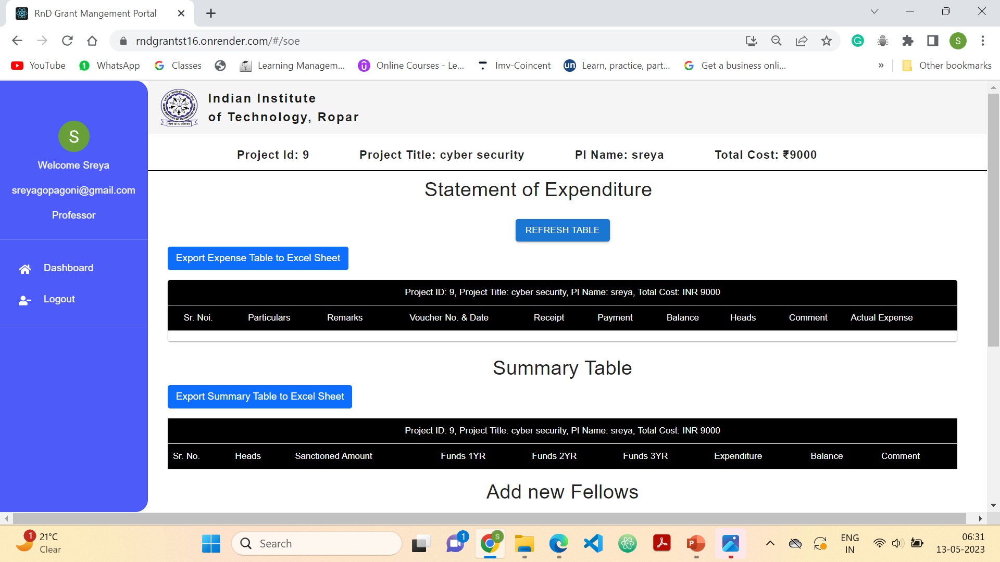 RnD Grant Mangement Portal
rndgrantst16.onrender.com/#/soe
S
YouTube
1 WhatsApp
Classes
Learning Managem...
Online Courses - Le...
Imv-Coincent
un Learn, practice, part...
Get a business onli...
»
Other bookmarks
S
Welcome Sreya
sreyagopagoni@gmail.com
Professor
Dashboard
Logout
Indian Institute
of Technology, Ropar
Project Id: 9 Project Title: cyber security PI Name: sreya Total Cost: ₹9000
Statement of Expenditure
REFRESH TABLE
Export Expense Table to Excel Sheet
Project ID: 9, Project Title: cyber security, PI Name: sreya, Total Cost: INR 9000
Sr. Noi. Particulars Remarks Voucher No. & Date Receipt Payment Balance Heads Comment Actual Expense
Summary Table
Export Summary Table to Excel Sheet
Project ID: 9, Project Title: cyber security, PI Name: sreya, Total Cost: INR 9000
Sr. No. Heads Sanctioned Amount Funds 1YR Funds 2YR Funds 3YR Expenditure Balance Comment
Add new Fellows
1
21°C
Clear
Search
1
S
P
ENG
IN
06:31
13-05-2023